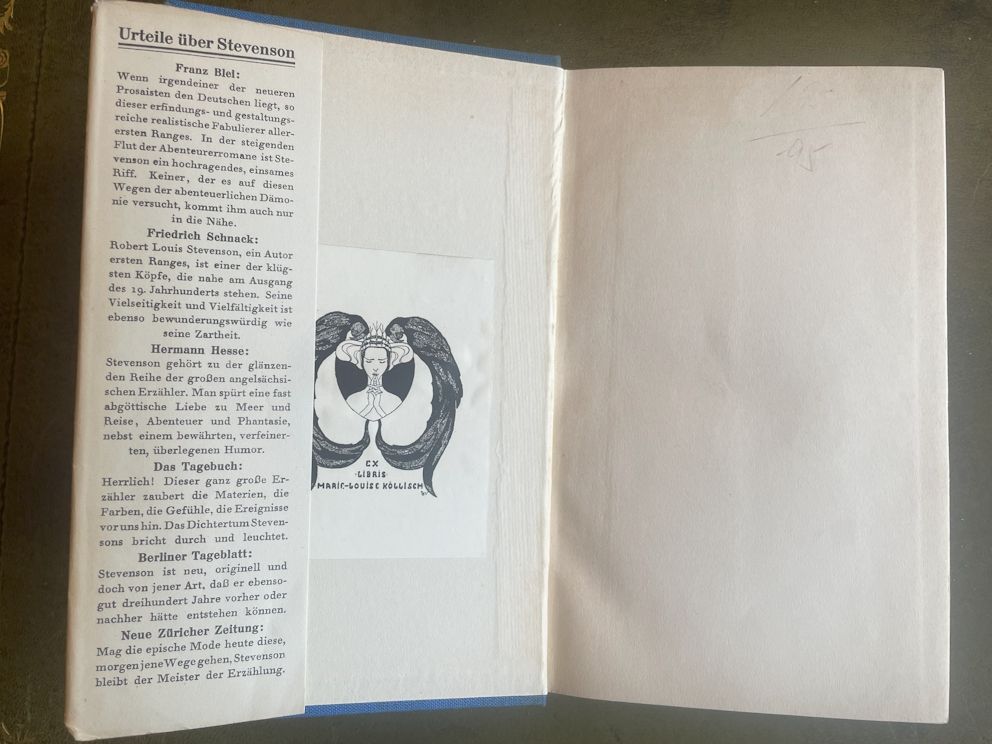 Urteile über Stevenson
Franz Blei:
Wenn irgendeiner der neueren
Prosaisten den Deutschen liegt, so
dieser erfindungs- und gestaltungs-
reiche realistische Fabulierer aller-
ersten Ranges. In der steigenden
Flut der Abenteurerromane ist Ste-
venson ein hochragendes, einsames
Riff. Keiner, der es auf diesen
Wegen der abenteuerlichen Dämo-
nie versucht, kommt ihm auch nur
in die Nähe.
Friedrich Schnack:
Robert Louis Stevenson, ein Autor
ersten Ranges, ist einer der klüg-
sten Köpfe, die nahe am Ausgang
des 19. Jahrhunderts stehen. Seine
Vielseitigkeit und Vielfältigkeit ist
ebenso bewunderungswürdig wie
seine Zartheit.
Hermann Hesse:
Stevenson gehört zu der glänzen-
den Reihe der großen angelsächsi-
schen Erzähler. Man spürt eine fast
abgöttische Liebe zu Meer und
Reise, Abenteuer und Phantasie,
nebst einem bewährten, verfeiner-
ten, überlegenen Humor.
Das Tagebuch:
Herrlich! Dieser ganz große Er-
zähler zaubert die Materien, die
Farben, die Gefühle, die Ereignisse
vor uns hin. Das Dichtertum Steven-
sons bricht durch und leuchtet.
Berliner Tageblatt:
Stevenson ist neu, originell und
doch von jener Art, daß er ebenso-
gut dreihundert Jahre vorher oder
nachher hätte entstehen können.
Neue Züricher Zeitung:
Mag die epische Mode heute diese,
morgen jene Wege gehen, Stevenson
bleibt der Meister der Erzählung.
EX
LIBRIS
MARIE-LOUISE KÖLLISCH